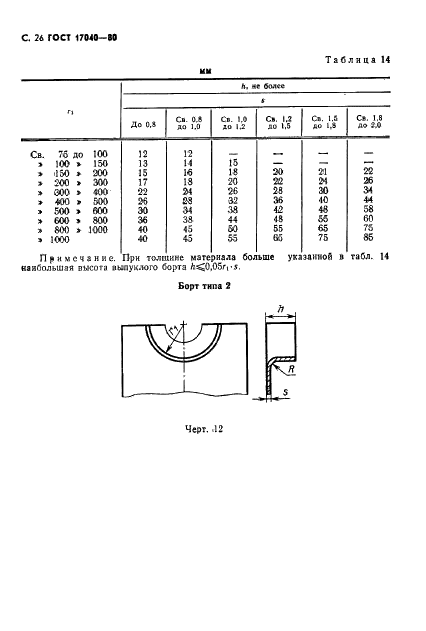 С. 26 ГОСТ 17040—80
Таблица 14
мм
r₁
h, не более
s
До 0,8
Св. 0,8 до 1,0
Св. 1,0 до 1,2
Св. 1,2 до 1,5
Св. 1,5 до 1,8
Св. 1,8 до 2,0
Св. 75 до 100 12 12 — — — —
» 100 » 150 13 14 15 — — —
» 150 » 200 15 16 18 20 21 22
» 200 » 300 17 18 20 22 24 26
» 300 » 400 22 24 26 28 30 34
» 400 » 500 26 28 32 36 40 44
» 500 » 600 30 34 38 42 48 58
» 600 » 800 36 38 44 48 55 60
» 800 » 1000 40 45 50 55 65 75
» 1000 40 45 55 65 75 85
Примечание. При толщине материала больше указанной в табл. 14
наибольшая высота выпуклого борта h≤0,05r₁·s.
Борт типа 2
r₁
h
R
s
Черт. 12